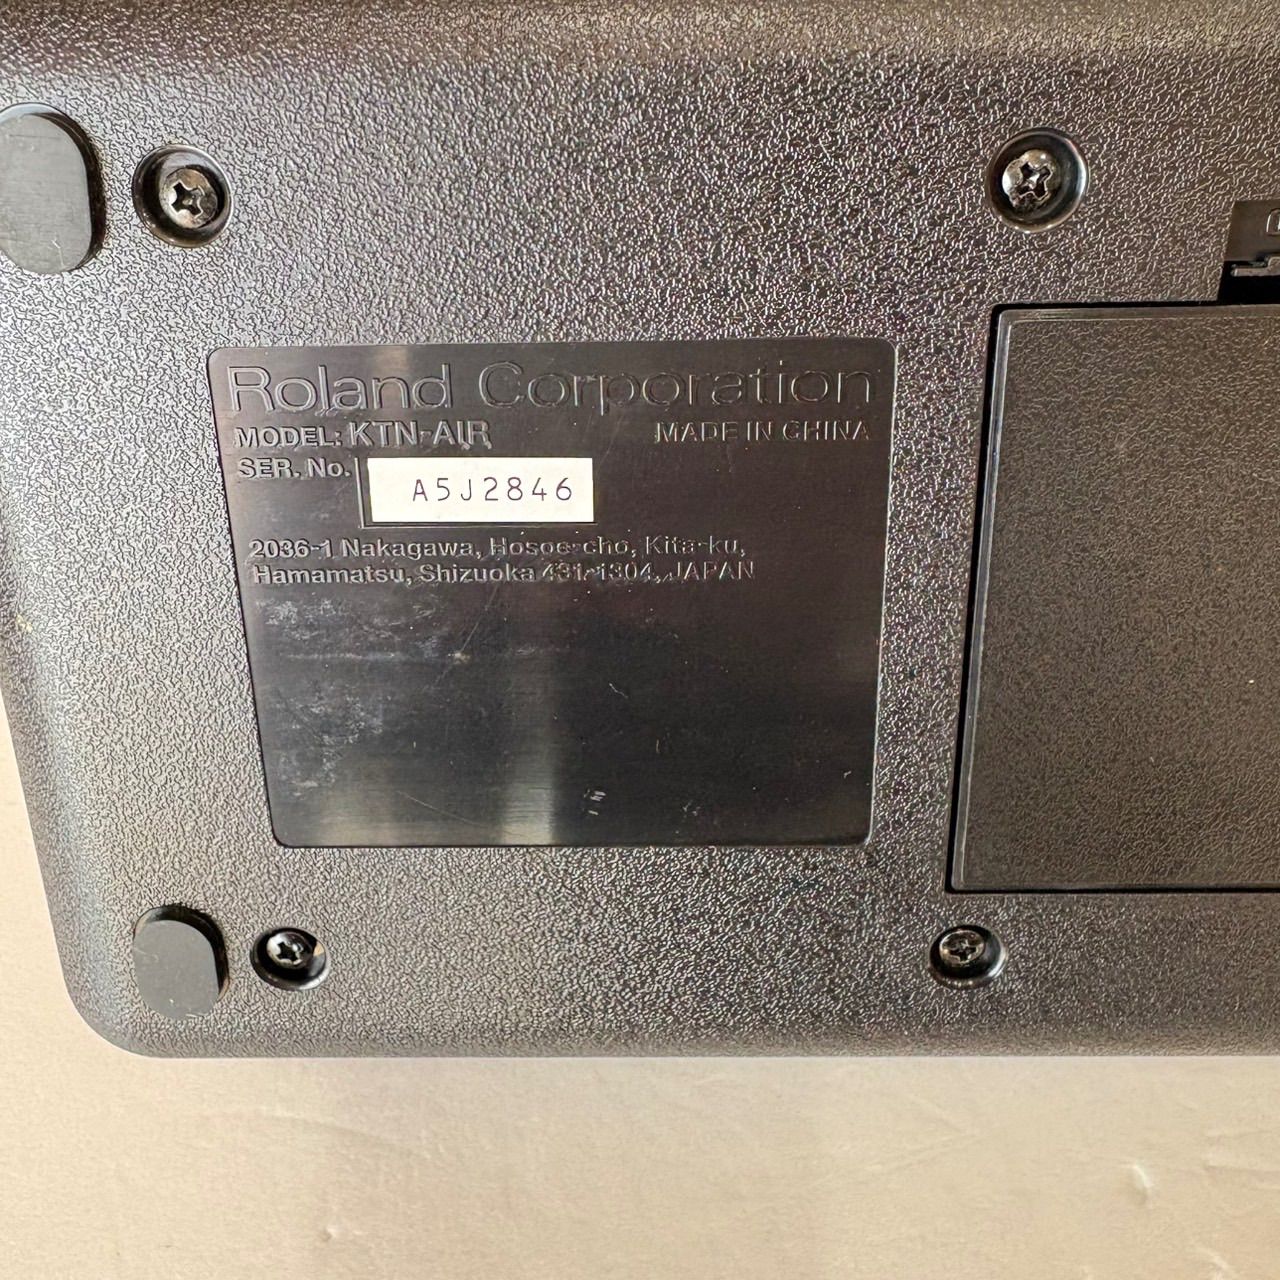 Roland Corporation
MODEL: KTN-AIR MADE IN CHINA
SER. No. A5J2846
2036-1 Nakagawa, Hosoe-cho, Kita-ku,
Hamamatsu, Shizuoka 431-1304, JAPAN